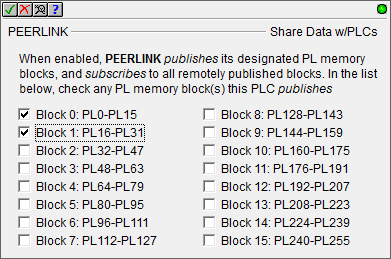 PEERLINK Share Data w/PLCs
When enabled, PEERLINK publishes its designated PL memory
blocks, and subscribes to all remotely published blocks. In the list
below, check any PL memory block(s) this PLC publishes
Block 0: PL0-PL15
Block 1: PL16-PL31
Block 2: PL32-PL47
Block 3: PL48-PL63
Block 4: PL64-PL79
Block 5: PL80-PL95
Block 6: PL96-PL111
Block 7: PL112-PL127
Block 8: PL128-PL143
Block 9: PL144-PL159
Block 10: PL160-PL175
Block 11: PL176-PL191
Block 12: PL192-PL207
Block 13: PL208-PL223
Block 14: PL224-PL239
Block 15: PL240-PL255